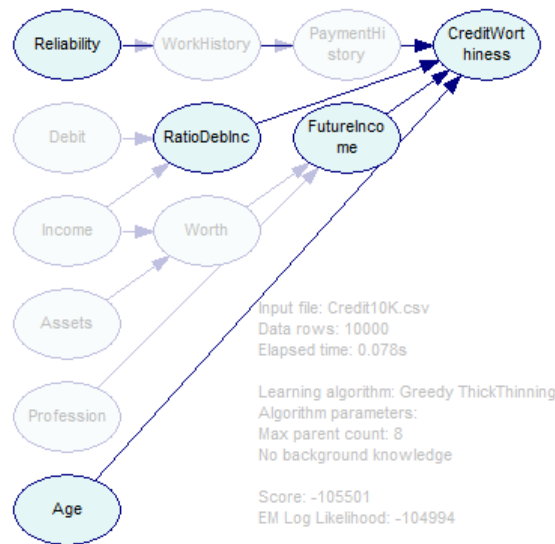 Reliability
WorkHistory
PaymentHi
story
CreditWort
hiness
Debit
RatioDebInc
FutureInco
me
Income
Worth
Assets
Profession
Age
Input file: Credit10K.csv
Data rows: 10000
Elapsed time: 0.078s
Learning algorithm: Greedy ThickThinning
Algorithm parameters:
Max parent count: 8
No background knowledge
Score: -105501
EM Log Likelihood: -104994